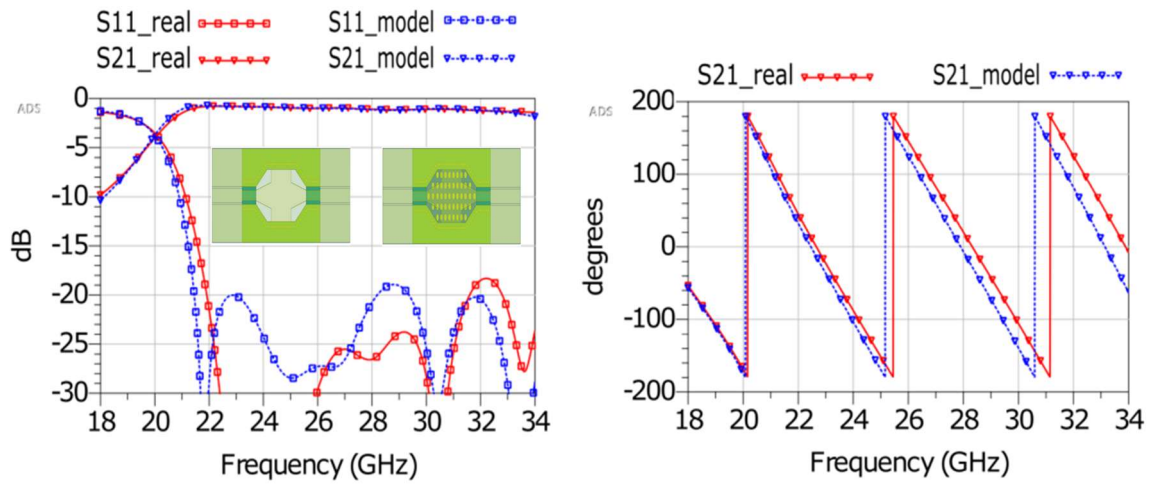 S11_real
S11_model
S21_real
S21_model
ADS
0
-5
-10
-15
-20
-25
-30
dB
18 20 22 24 26 28 30 32 34
Frequency (GHz)
S21_real
S21_model
ADS
200
100
0
-100
-200
degrees
18 20 22 24 26 28 30 32 34
Frequency (GHz)